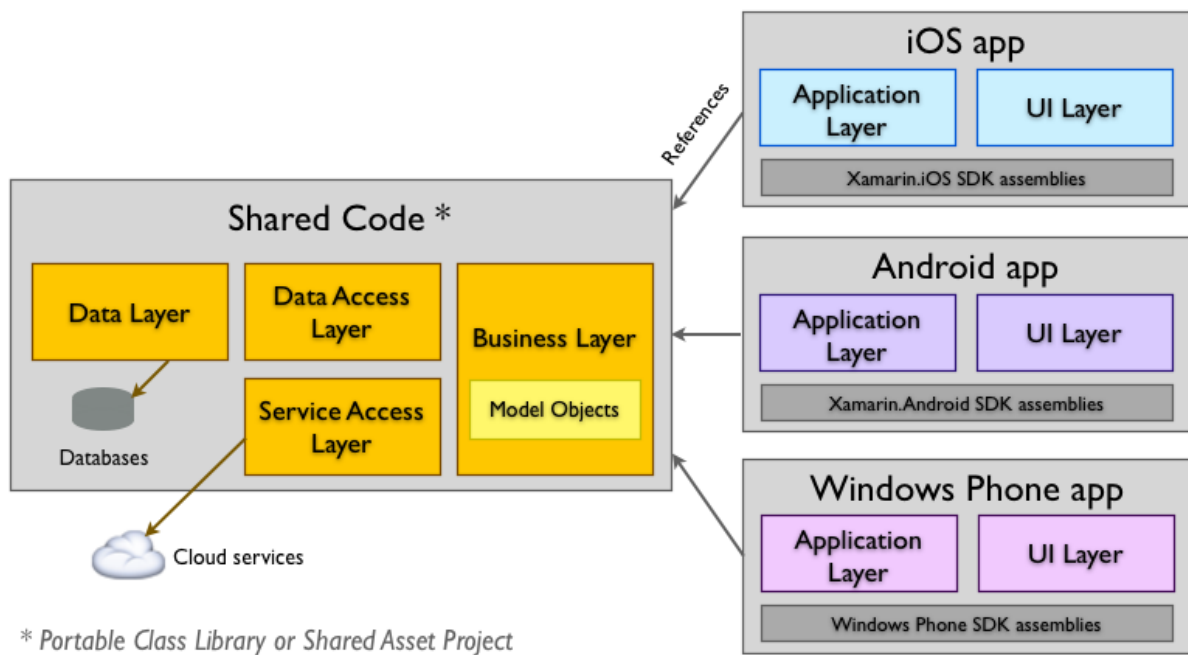 iOS app
Application
Layer
UI Layer
Xamarin.iOS SDK assemblies
References
Shared Code *
Data Layer
Data Access
Layer
Business Layer
Model Objects
Service Access
Layer
Databases
Cloud services
Android app
Application
Layer
UI Layer
Xamarin.Android SDK assemblies
Windows Phone app
Application
Layer
UI Layer
Windows Phone SDK assemblies
* Portable Class Library or Shared Asset Project